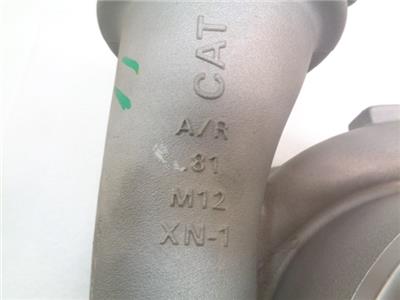 CAT
A/R
.81
M12
XN-1